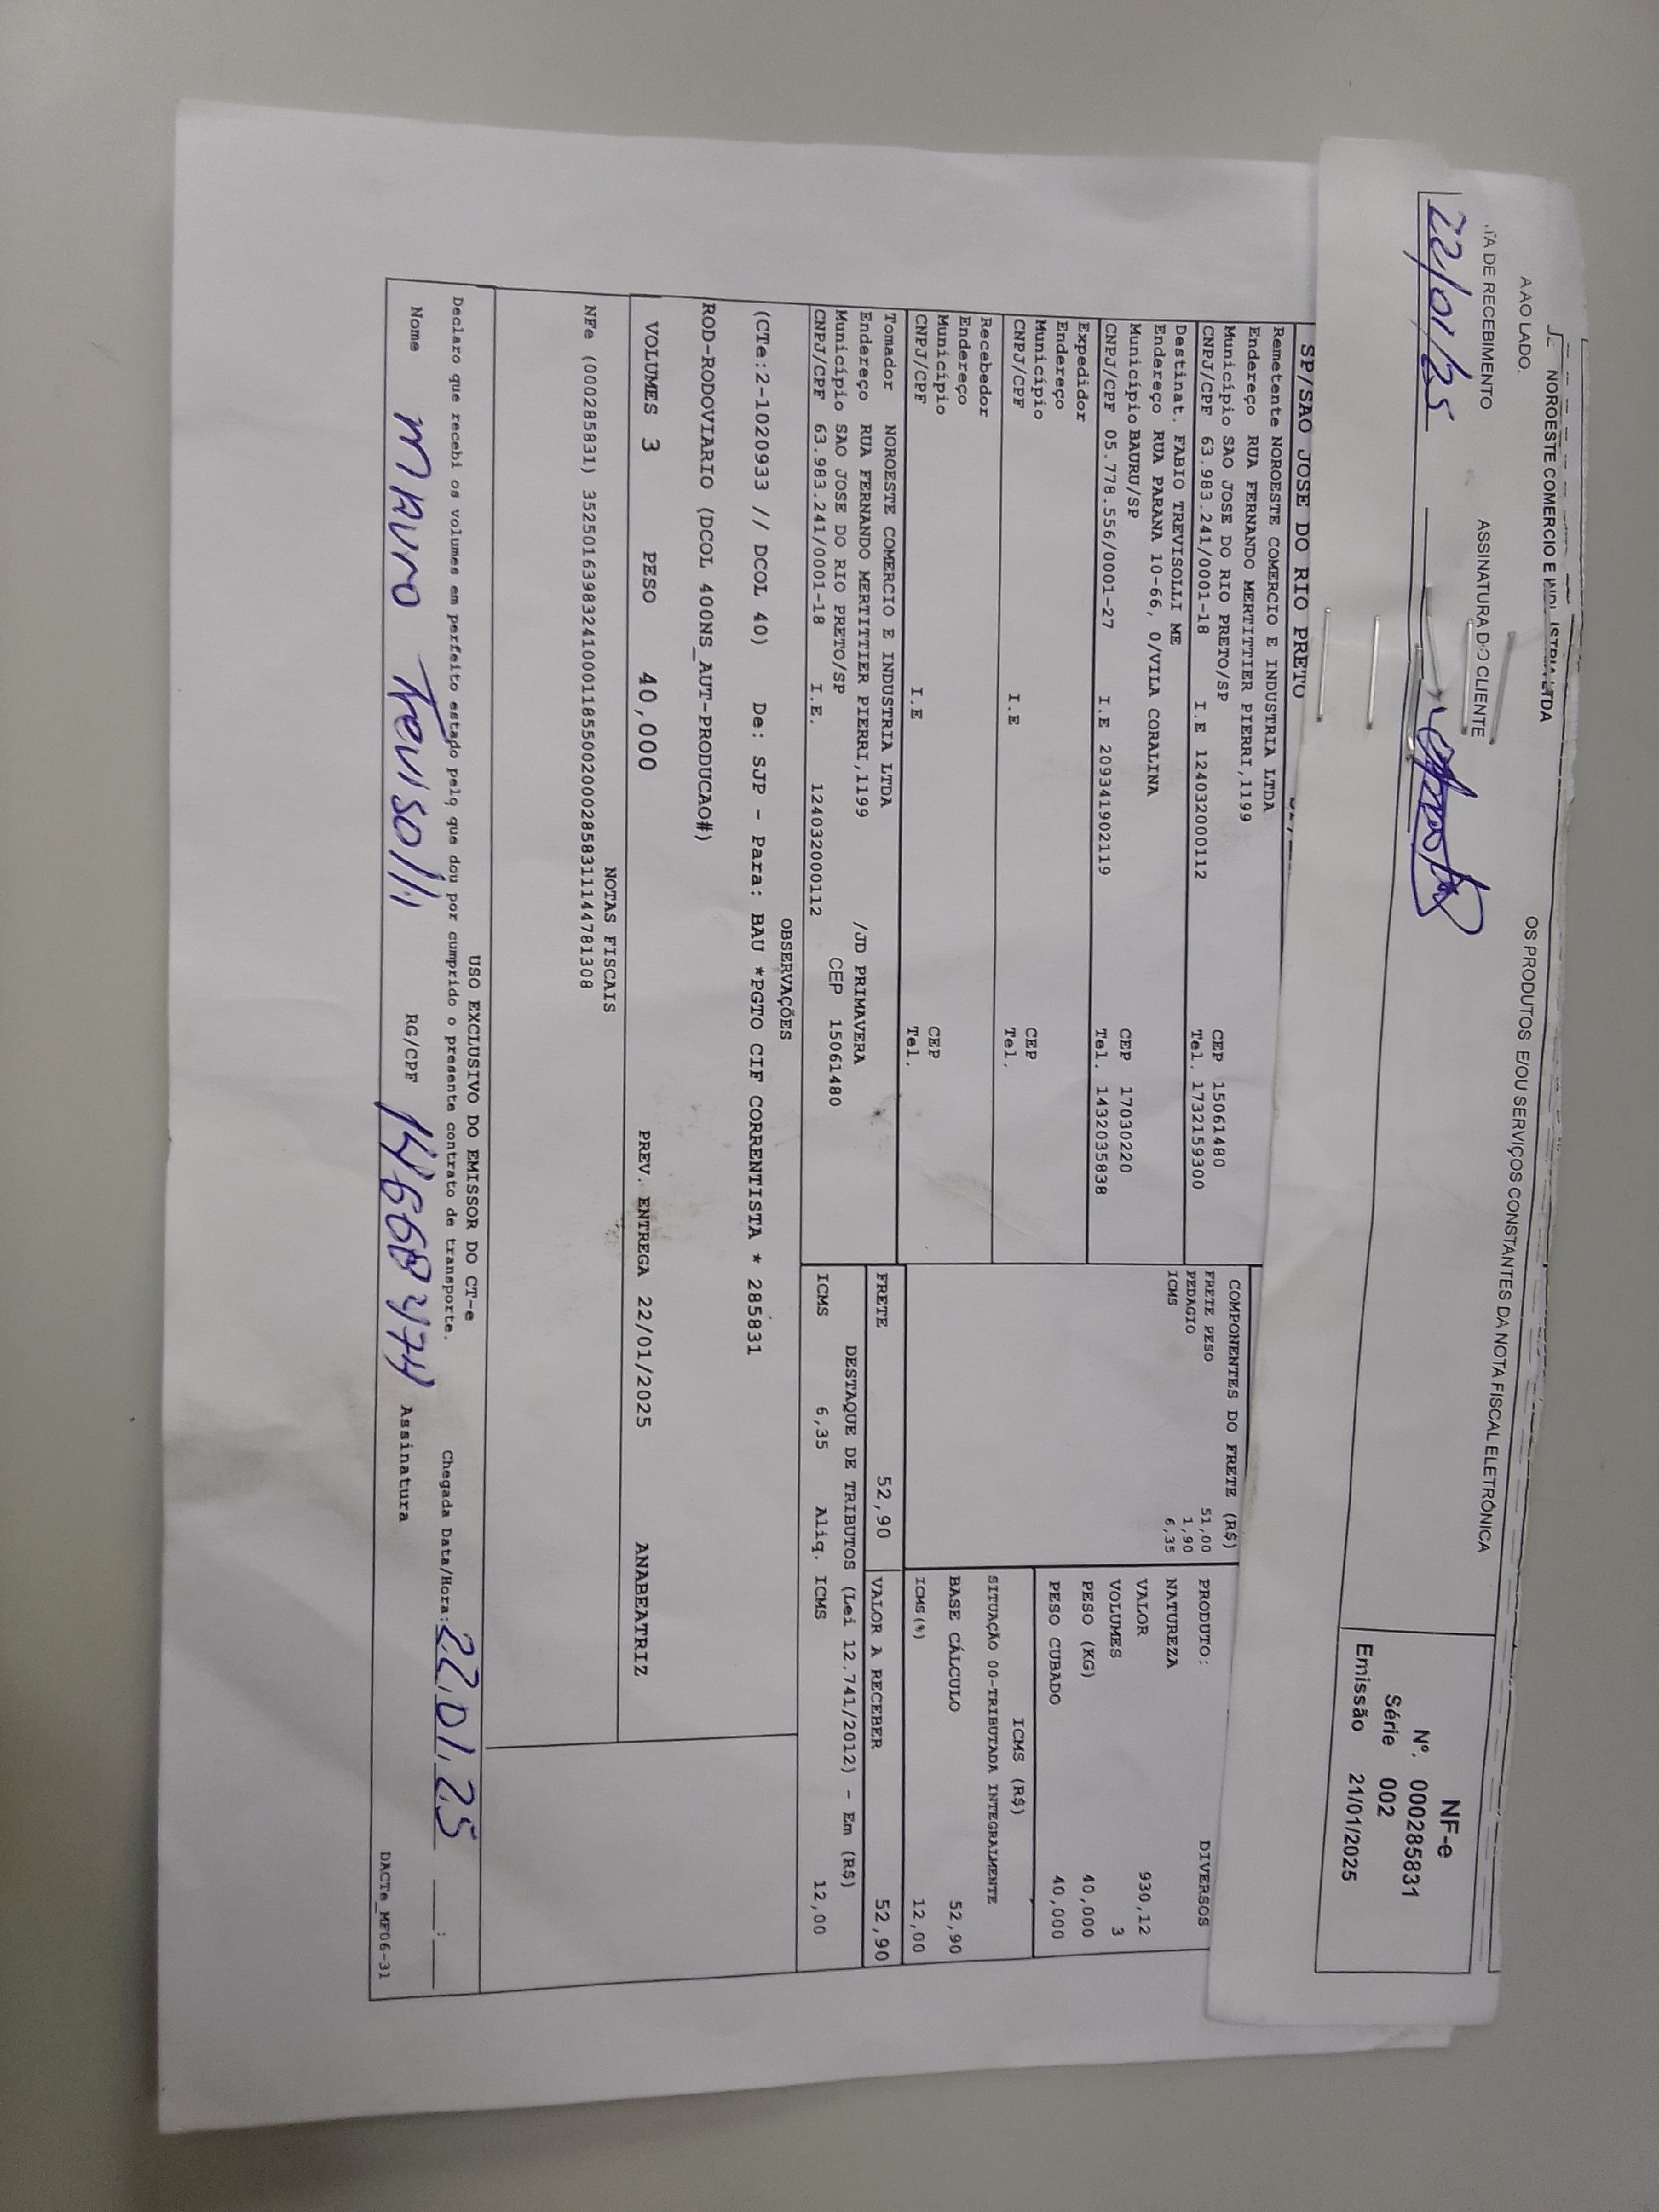 NOROESTE COMERCIO E
LTDA
OS PRODUTOS E/OU SERVIÇOS CONSTANTES DA NOTA FISCAL ELETRÔNICA
A AO LADO.
DE RECEBIMENTO
ASSINATURA DO CLIENTE
22/01/25
NF-e
Nº. 000285831
Série 002
Emissão 21/01/2025
SP/SAO JOSE DO RIO PRETO
Remetente NOROESTE COMERCIO E INDUSTRIA LTDA
Endereço RUA FERNANDO MERTITTIER PIERRI,1199
Município SAO JOSE DO RIO PRETO/SP CEP 15061480
CNPJ/CPF 63.983.241/0001-18 I.E 124032000112 Tel. 1732159300
Destinat. FABIO TREVISOLLI ME
Endereço RUA PARANA 10-66, 0/VILA CORALINA
Município BAURU/SP CEP 17030220
CNPJ/CPF 05.778.556/0001-27 I.E 209341902119 Tel. 1432035838
Expedidor
Endereço
Município CEP
CNPJ/CPF I.E Tel.
Recebedor
Endereço
Município CEP
CNPJ/CPF I.E Tel.
Tomador NOROESTE COMERCIO E INDUSTRIA LTDA
Endereço RUA FERNANDO MERTITTIER PIERRI,1199 /JD PRIMAVERA
Município SAO JOSE DO RIO PRETO/SP CEP 15061480
CNPJ/CPF 63.983.241/0001-18 I.E. 124032000112
COMPONENTES DO FRETE (R$)
FRETE PESO 51,00
PEDAGIO 1,90
ICMS 6,35
PRODUTO: DIVERSOS
NATUREZA
VALOR 930,12
VOLUMES 3
PESO (KG) 40,000
PESO CUBADO 40,000
ICMS (R$)
SITUAÇÃO 00-TRIBUTADA INTEGRALMENTE
BASE CÁLCULO 52,90
ICMS(%) 12,00
FRETE 52,90 VALOR A RECEBER 52,90
DESTAQUE DE TRIBUTOS (Lei 12.741/2012) - Em (R$)
ICMS 6,35 Aliq. ICMS 12,00
OBSERVAÇÕES
(CTe:2-1020933 // DCOL 40) De: SJP - Para: BAU *PGTO CIF CORRENTISTA * 285831
ROD-RODOVIARIO (DCOL 400NS_AUT-PRODUCAO#)
VOLUMES 3 PESO 40,000 PREV. ENTREGA 22/01/2025 ANABEATRIZ
NOTAS FISCAIS
NFe (000285831) 35250163983241000118550020002858311144781308
USO EXCLUSIVO DO EMISSOR DO CT-e
Declaro que recebi os volumes em perfeito estado pelo que dou por cumprido o presente contrato de transporte. Chegada Data/Hora: 22.01.25 :
Nome Mauro Trevisolli RG/CPF Assinatura
DACTe_MF06-31